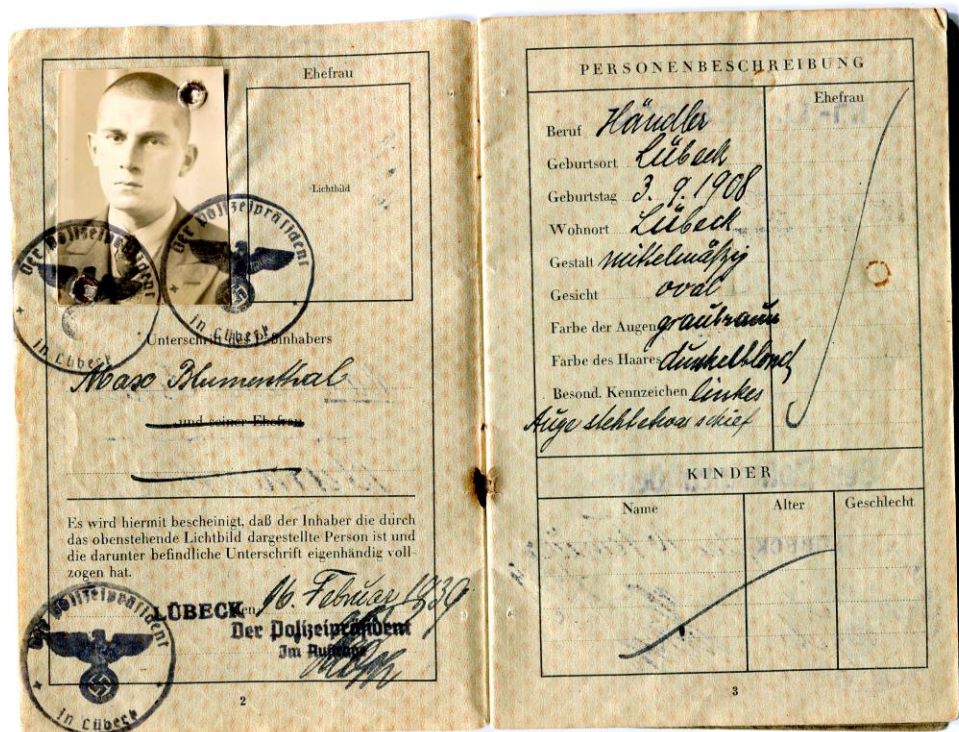 Ehefrau
Lichtbild
Der Polizeipräsident
in Lübeck
Der Polizeipräsident
in Lübeck
Unterschrift des Paßinhabers
Max Blumenthal
und seiner Ehefrau
Es wird hiermit bescheinigt, daß der Inhaber die durch
das obenstehende Lichtbild dargestellte Person ist und
die darunter befindliche Unterschrift eigenhändig voll-
zogen hat.
LÜBECK, den 16. Februar 1939
Der Polizeipräsident
Im Auftrage
Der Polizeipräsident
in Lübeck
2
PERSONENBESCHREIBUNG
Ehefrau
Beruf Händler
Geburtsort Lübeck
Geburtstag 3. 9. 1908
Wohnort Lübeck
Gestalt mittelmäßig
Gesicht oval
Farbe der Augen graubraun
Farbe des Haares dunkelblond
Besond. Kennzeichen linkes
Auge steht etwas schief
KINDER
Name Alter Geschlecht
3